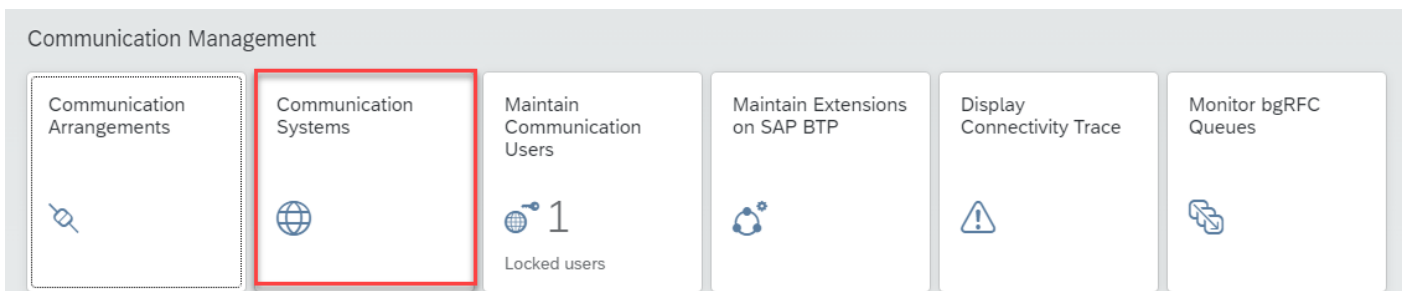 Communication Management
Communication
Arrangements
Communication
Systems
Maintain
Communication
Users
1
Locked users
Maintain Extensions
on SAP BTP
Display
Connectivity Trace
Monitor bgRFC
Queues